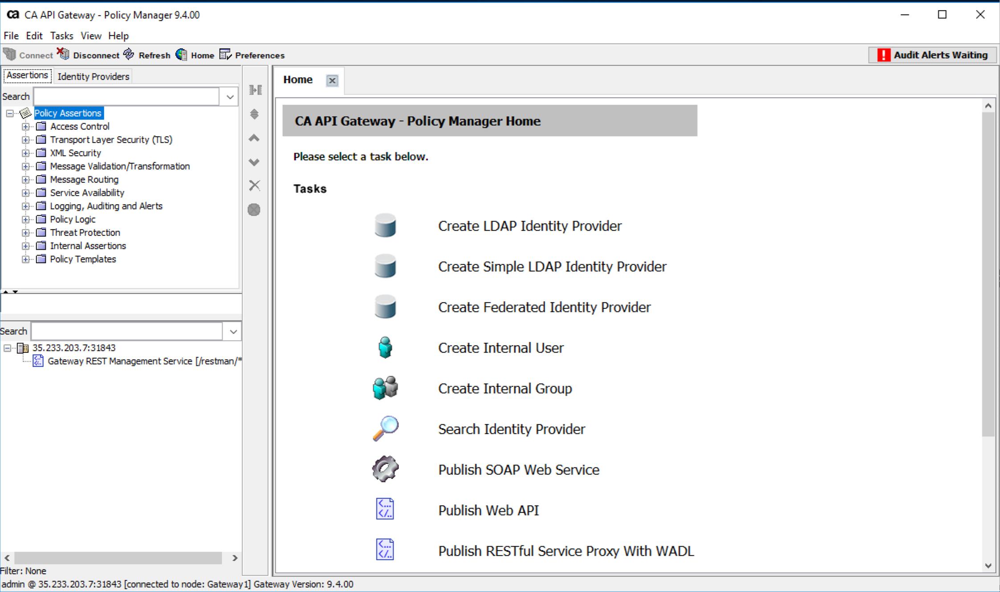 ca CA API Gateway - Policy Manager 9.4.00
File Edit Tasks View Help
Connect Disconnect Refresh Home Preferences
! Audit Alerts Waiting
Assertions Identity Providers
Search
Policy Assertions
Access Control
Transport Layer Security (TLS)
XML Security
Message Validation/Transformation
Message Routing
Service Availability
Logging, Auditing and Alerts
Policy Logic
Threat Protection
Internal Assertions
Policy Templates
Search
35.233.203.7:31843
Gateway REST Management Service [/restman/*
Filter: None
Home
CA API Gateway - Policy Manager Home
Please select a task below.
Tasks
Create LDAP Identity Provider
Create Simple LDAP Identity Provider
Create Federated Identity Provider
Create Internal User
Create Internal Group
Search Identity Provider
Publish SOAP Web Service
Publish Web API
Publish RESTful Service Proxy With WADL
admin @ 35.233.203.7:31843 [connected to node: Gateway1] Gateway Version: 9.4.00